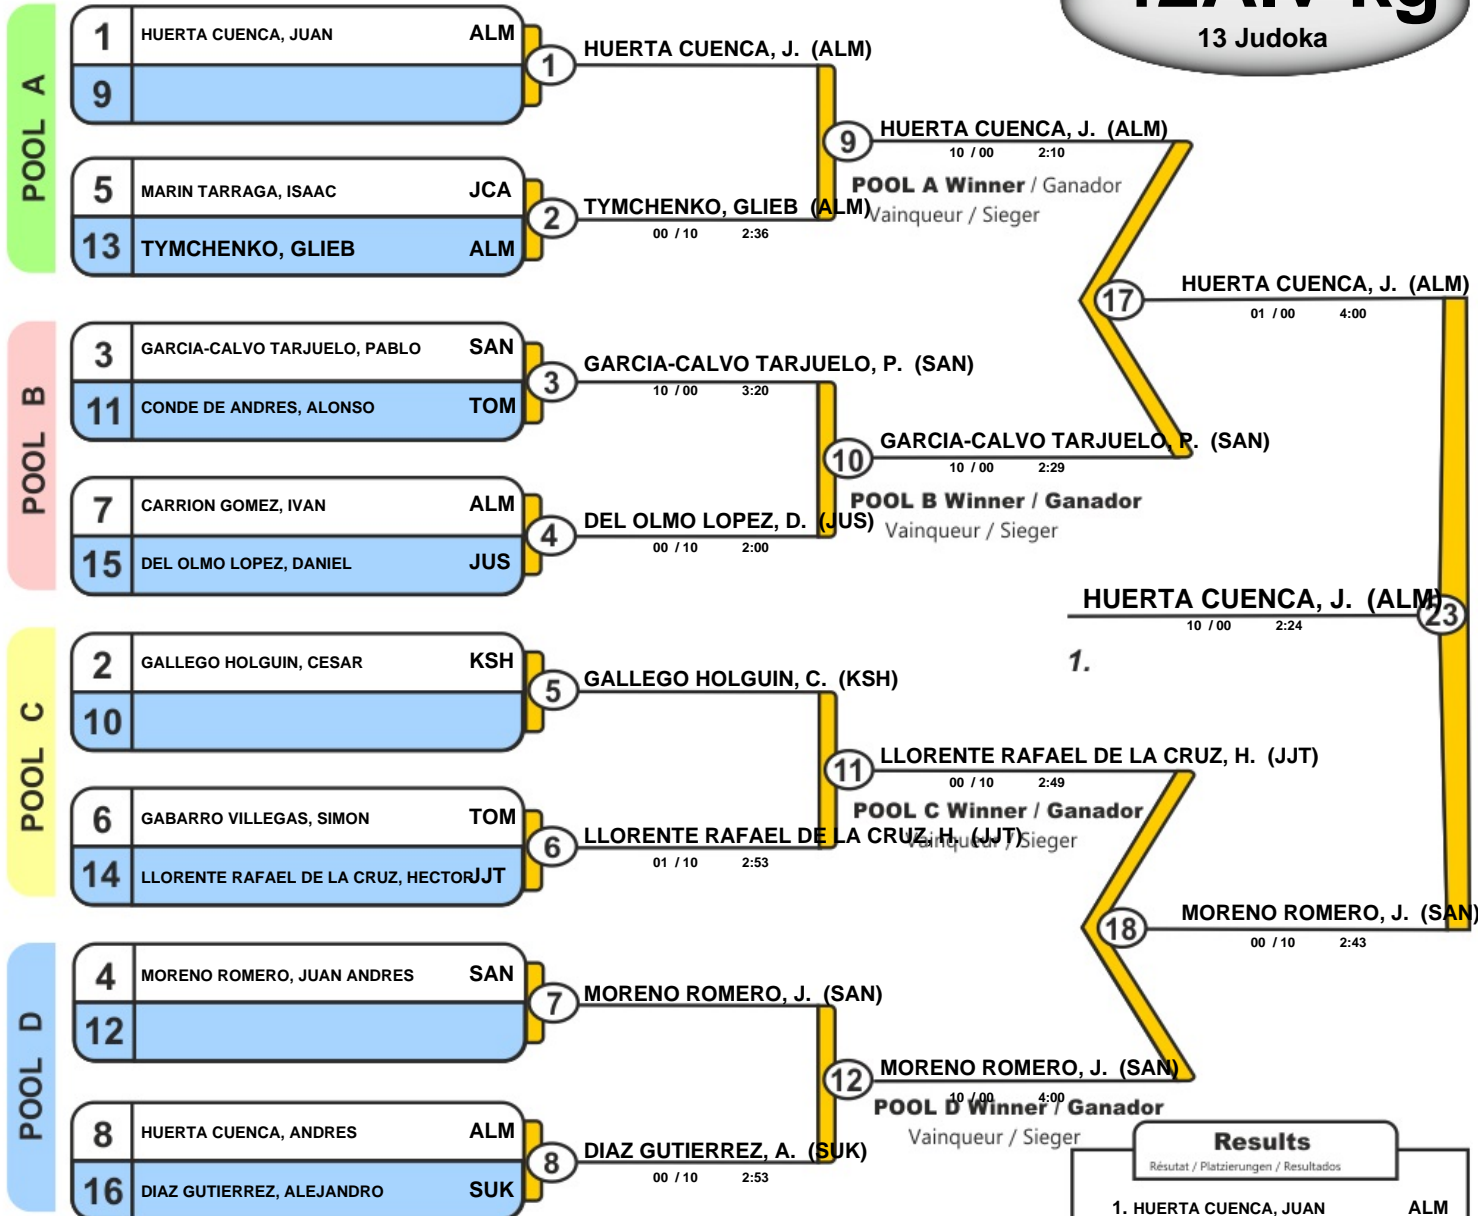 kg
13 Judoka
POOL A
1 HUERTA CUENCA, JUAN ALM
9
1
HUERTA CUENCA, J. (ALM)
5 MARIN TARRAGA, ISAAC JCA
13 TYMCHENKO, GLIEB ALM
2
TYMCHENKO, GLIEB (ALM)
00 / 10 2:36
9
HUERTA CUENCA, J. (ALM)
10 / 00 2:10
POOL A Winner / Ganador
Vainqueur / Sieger
POOL B
3 GARCIA-CALVO TARJUELO, PABLO SAN
11 CONDE DE ANDRES, ALONSO TOM
3
GARCIA-CALVO TARJUELO, P. (SAN)
10 / 00 3:20
7 CARRION GOMEZ, IVAN ALM
15 DEL OLMO LOPEZ, DANIEL JUS
4
DEL OLMO LOPEZ, D. (JUS)
00 / 10 2:00
10
GARCIA-CALVO TARJUELO, P. (SAN)
10 / 00 2:29
POOL B Winner / Ganador
Vainqueur / Sieger
17
HUERTA CUENCA, J. (ALM)
01 / 00 4:00
POOL C
2 GALLEGO HOLGUIN, CESAR KSH
10
5
GALLEGO HOLGUIN, C. (KSH)
6 GABARRO VILLEGAS, SIMON TOM
14 LLORENTE RAFAEL DE LA CRUZ, HECTOR JJT
6
LLORENTE RAFAEL DE LA CRUZ, H. (JJT)
01 / 10 2:53
11
LLORENTE RAFAEL DE LA CRUZ, H. (JJT)
00 / 10 2:49
POOL C Winner / Ganador
Vainqueur / Sieger
POOL D
4 MORENO ROMERO, JUAN ANDRES SAN
12
7
MORENO ROMERO, J. (SAN)
8 HUERTA CUENCA, ANDRES ALM
16 DIAZ GUTIERREZ, ALEJANDRO SUK
8
DIAZ GUTIERREZ, A. (SUK)
00 / 10 2:53
12
MORENO ROMERO, J. (SAN)
10 / 00 4:00
POOL D Winner / Ganador
Vainqueur / Sieger
18
MORENO ROMERO, J. (SAN)
00 / 10 2:43
HUERTA CUENCA, J. (ALM)
23
10 / 00 2:24
1.
Results
Résutat / Platzierungen / Resultados
1. HUERTA CUENCA, JUAN ALM